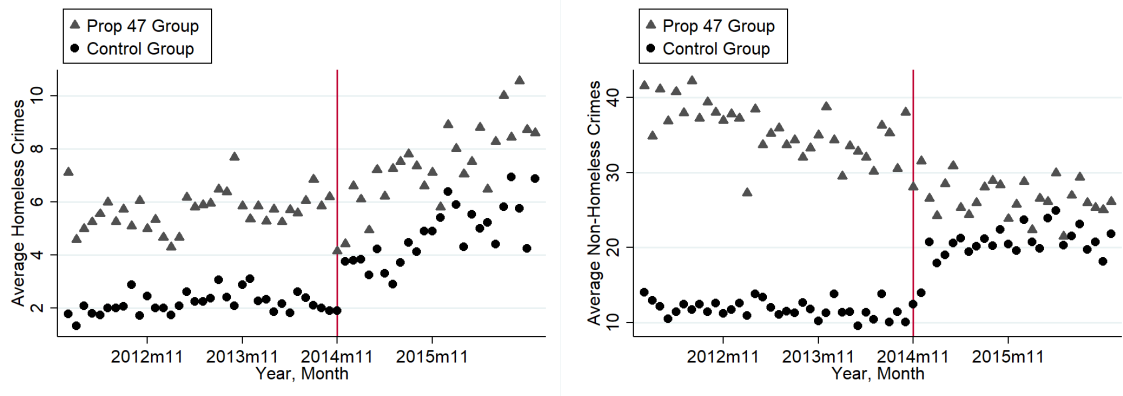 Prop 47 Group
Control Group
Average Homeless Crimes
10
8
6
4
2
2012m11 2013m11 2014m11 2015m11
Year, Month
Prop 47 Group
Control Group
Average Non-Homeless Crimes
40
30
20
10
2012m11 2013m11 2014m11 2015m11
Year, Month